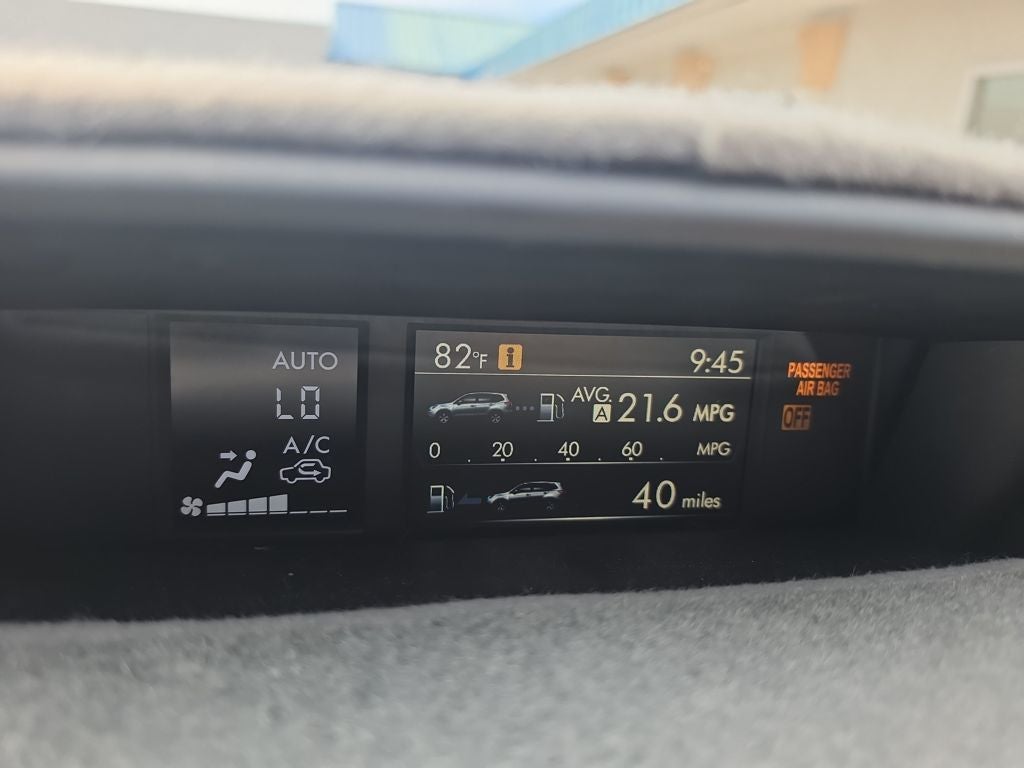 AUTO
LO
A/C
82°F i
9:45
AVG.
A 21.6 MPG
0 . 20 . 40 . 60 . MPG
40 miles
PASSENGER
AIR BAG
OFF